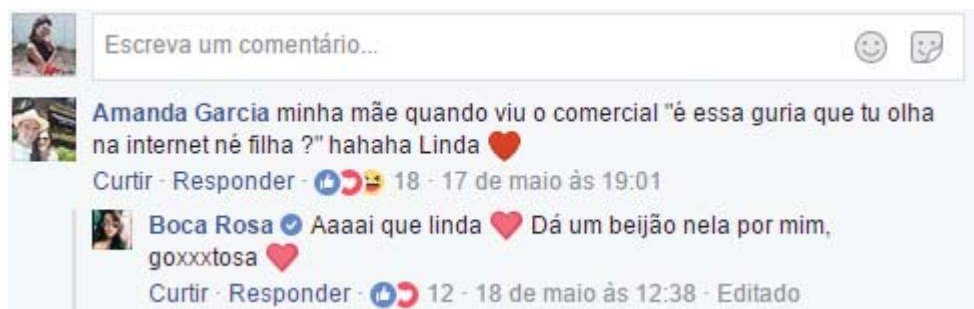 Escreva um comentário...
Amanda Garcia minha mãe quando viu o comercial "é essa guria que tu olha
na internet né filha ?" hahaha Linda ❤
Curtir · Responder · 18 · 17 de maio às 19:01
Boca Rosa Aaaai que linda ❤ Dá um beijão nela por mim,
goxxxtosa ❤
Curtir · Responder · 12 · 18 de maio às 12:38 · Editado